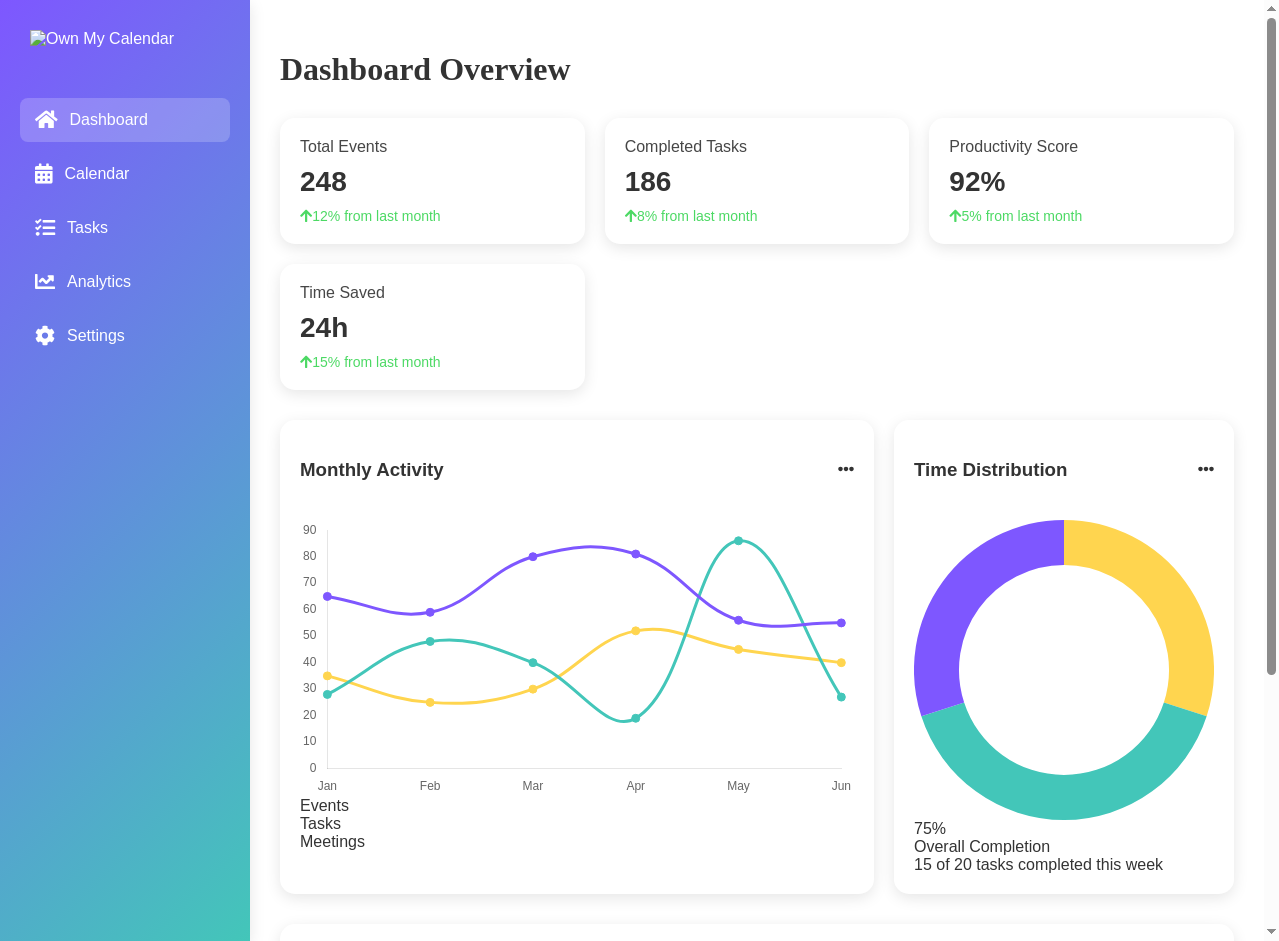 Own My Calendar
Dashboard
Calendar
Tasks
Analytics
Settings
Dashboard Overview
Total Events
248
12% from last month
Completed Tasks
186
8% from last month
Productivity Score
92%
5% from last month
Time Saved
24h
15% from last month
Monthly Activity
90
80
70
60
50
40
30
20
10
0
Jan Feb Mar Apr May Jun
Events
Tasks
Meetings
Time Distribution
75%
Overall Completion
15 of 20 tasks completed this week